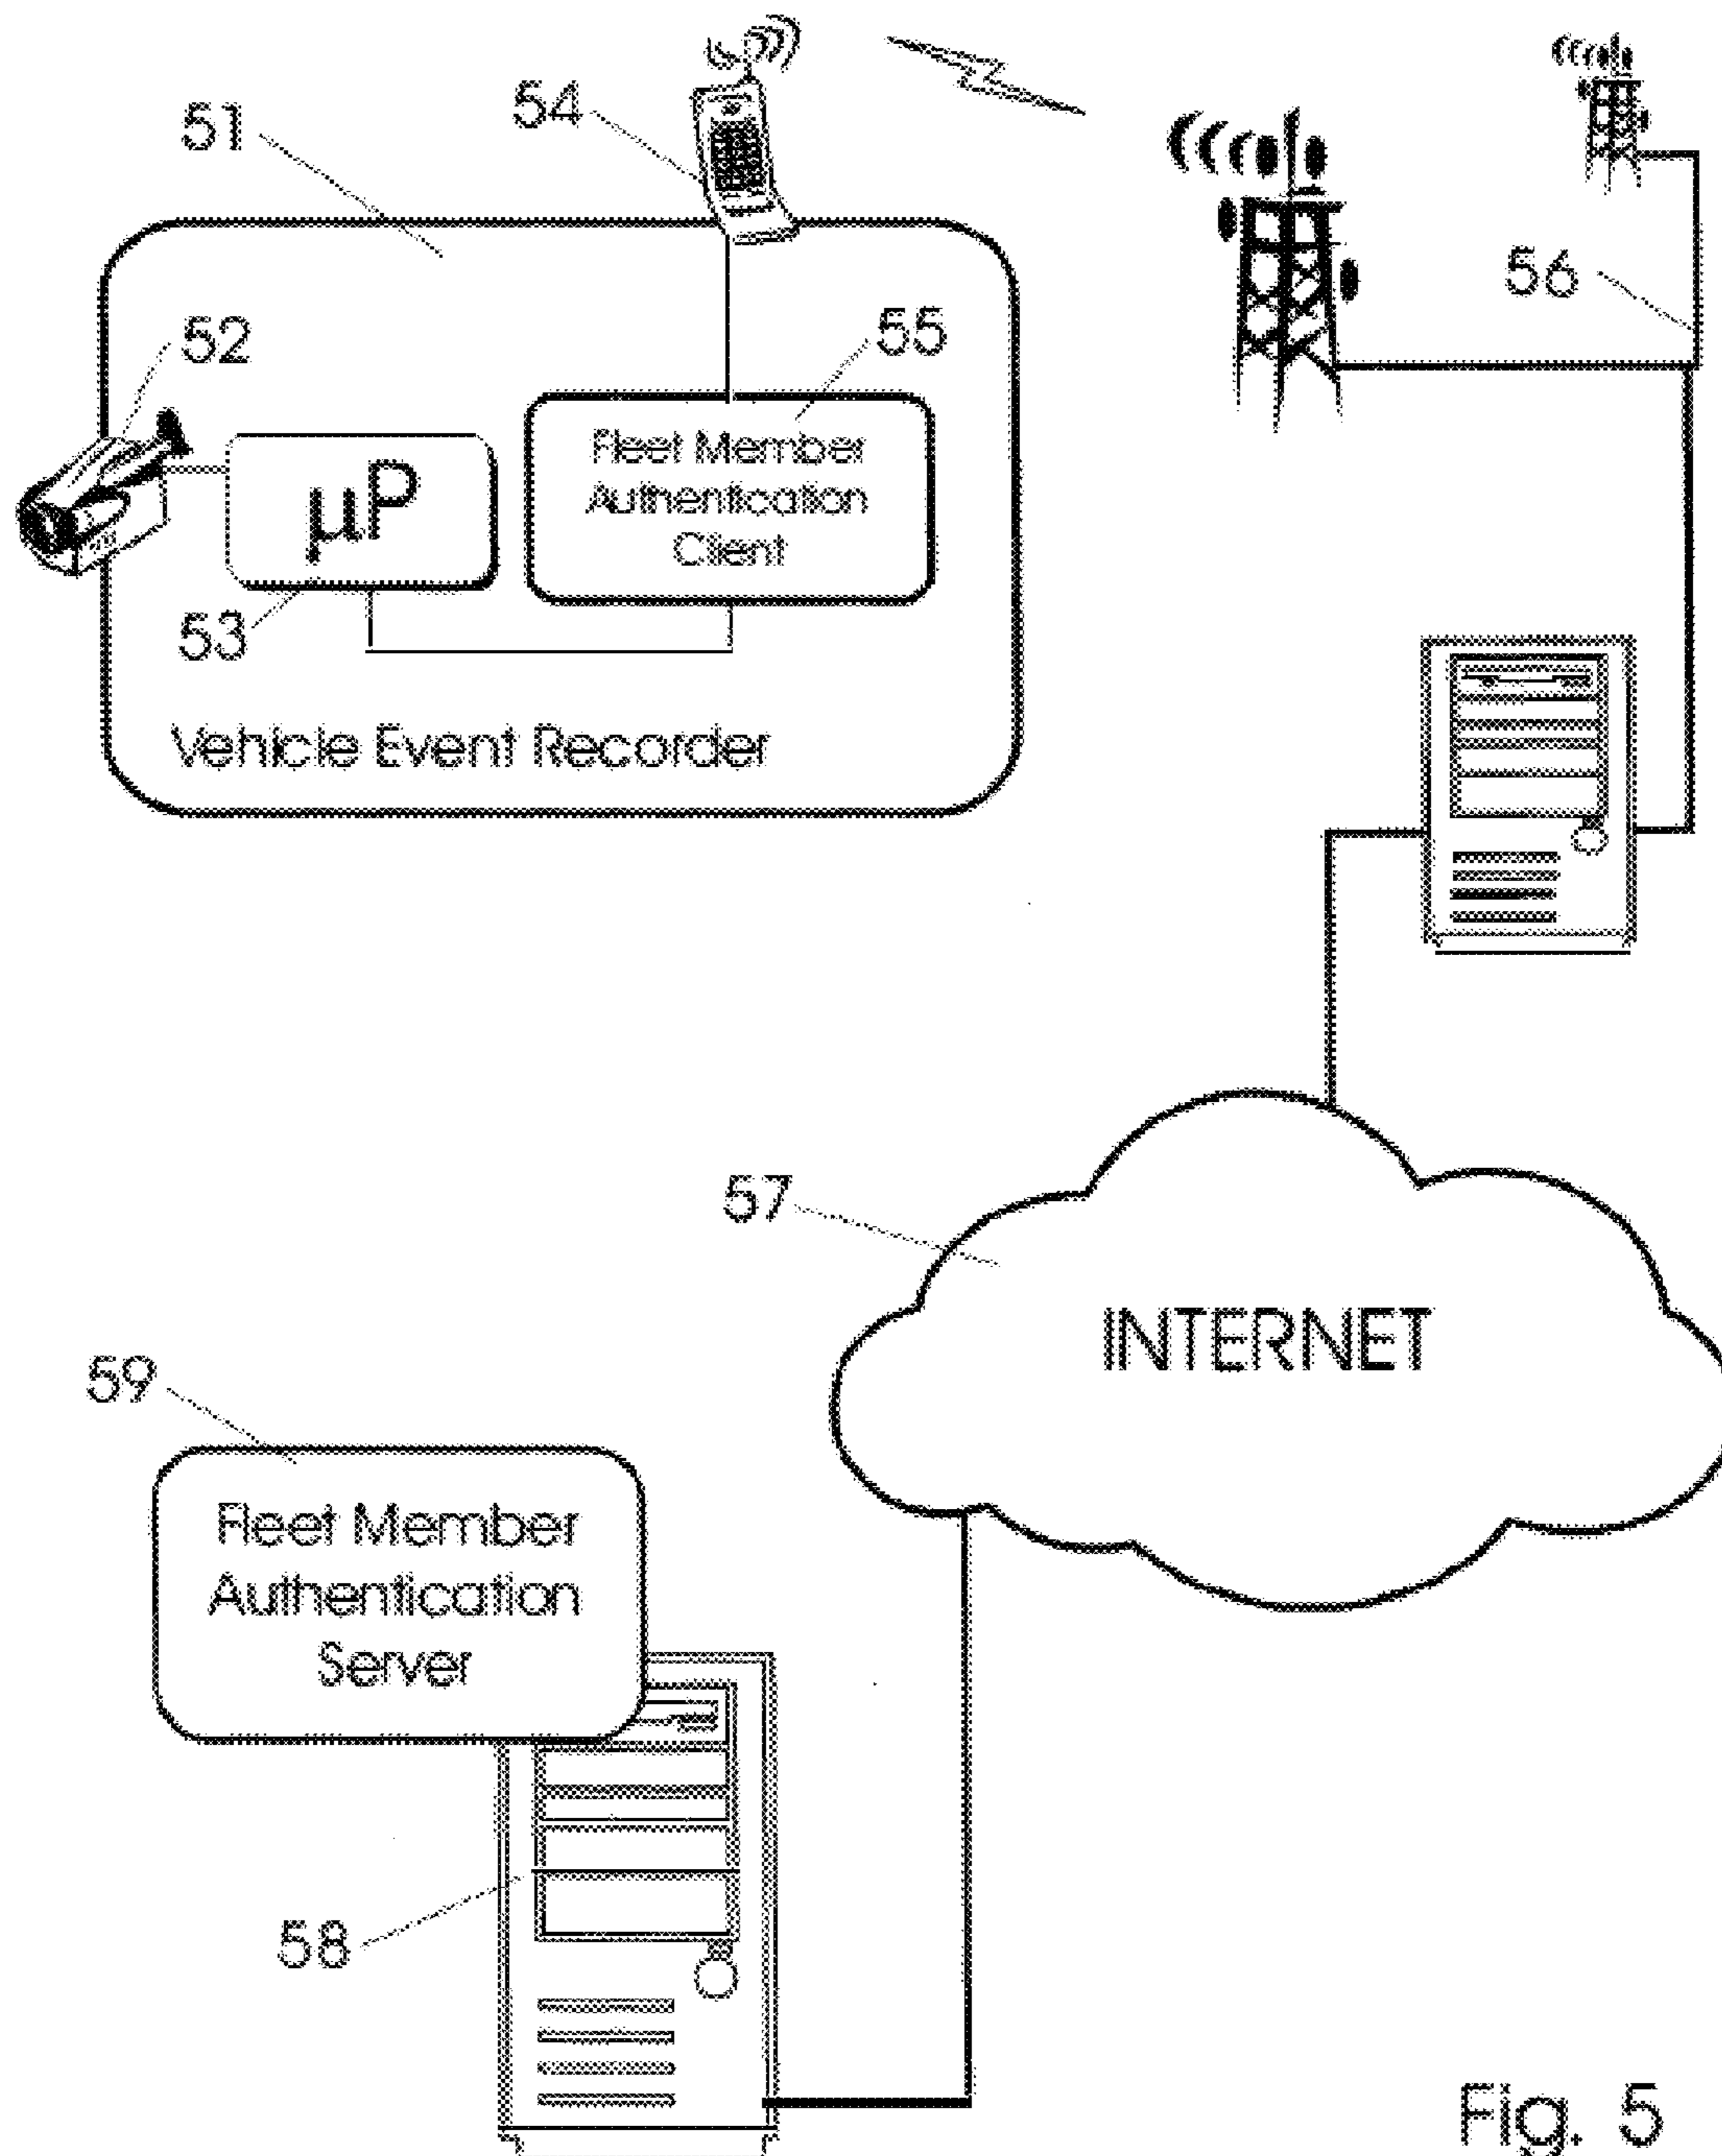 54
51
56
52
55
Fleet Member
Authentication
Client
µP
53
Vehicle Event Recorder
57
INTERNET
59
Fleet Member
Authentication
Server
58
Fig. 5